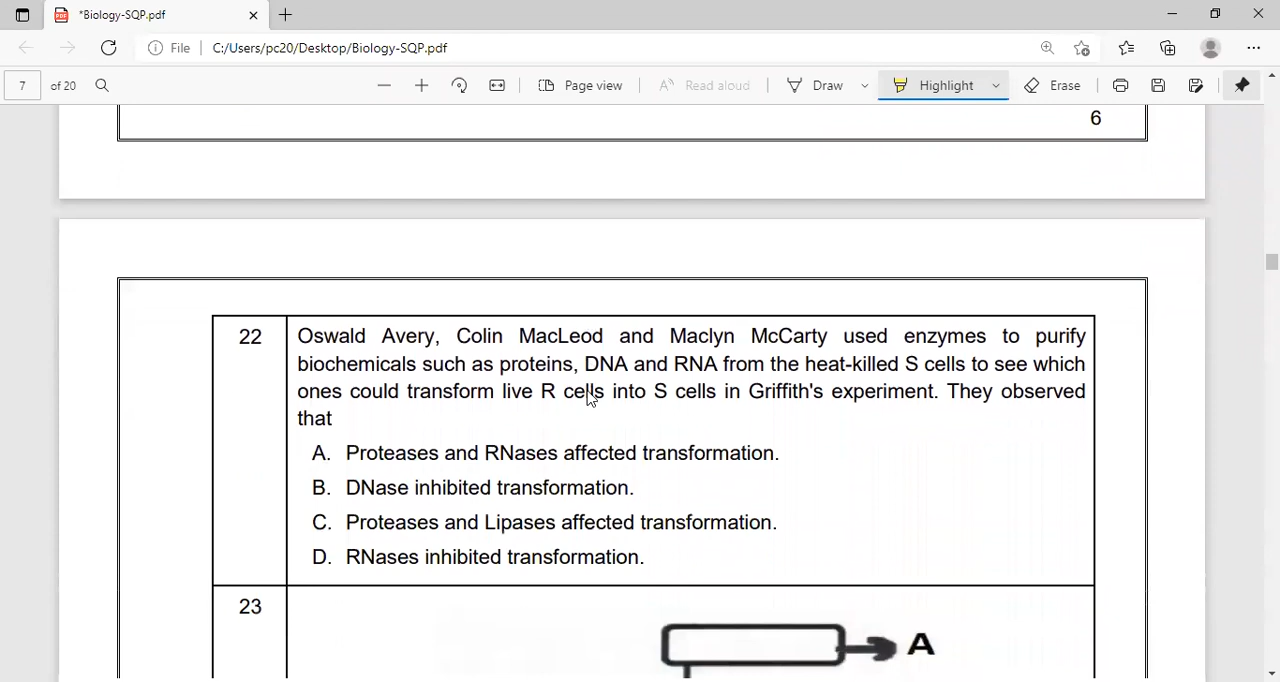 *Biology-SQP.pdf
File C:/Users/pc20/Desktop/Biology-SQP.pdf
7 of 20 Page view Read aloud Draw Highlight Erase
6
22 Oswald Avery, Colin MacLeod and Maclyn McCarty used enzymes to purify
biochemicals such as proteins, DNA and RNA from the heat-killed S cells to see which
ones could transform live R cells into S cells in Griffith's experiment. They observed
that
A. Proteases and RNases affected transformation.
B. DNase inhibited transformation.
C. Proteases and Lipases affected transformation.
D. RNases inhibited transformation.
23
A